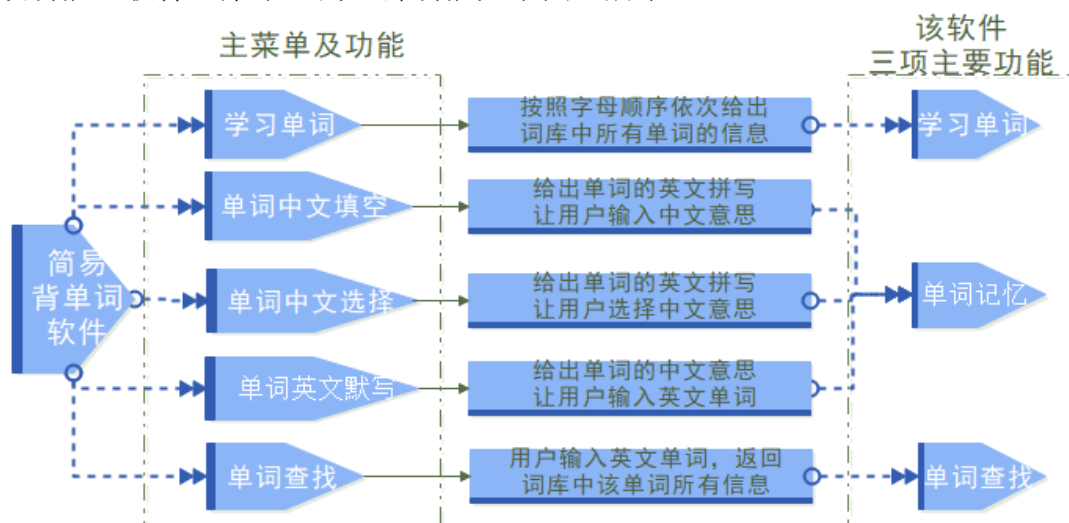 主菜单及功能
该软件
三项主要功能
简易
背单词
软件
学习单词
按照字母顺序依次给出
词库中所有单词的信息
学习单词
单词中文填空
给出单词的英文拼写
让用户输入中文意思
单词中文选择
给出单词的英文拼写
让用户选择中文意思
单词记忆
单词英文默写
给出单词的中文意思
让用户输入英文单词
单词查找
用户输入英文单词，返回
词库中该单词所有信息
单词查找